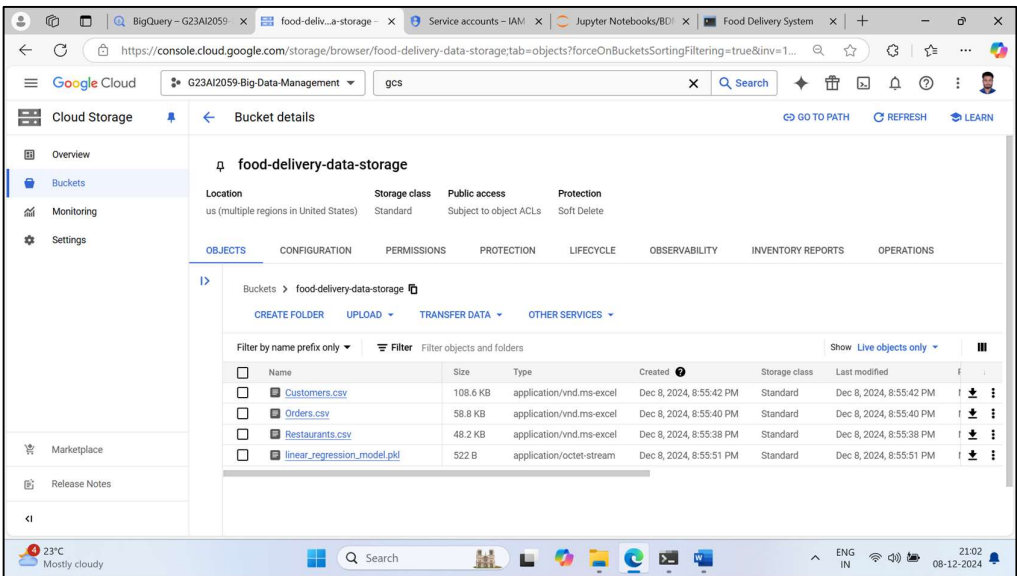 BigQuery – G23AI2059-
food-deliv...a-storage –
Service accounts – IAM
Jupyter Notebooks/BD
Food Delivery System
https://console.cloud.google.com/storage/browser/food-delivery-data-storage;tab=objects?forceOnBucketsSortingFiltering=true&inv=1...
Google Cloud
G23AI2059-Big-Data-Management
gcs
Search
Cloud Storage
Bucket details
GO TO PATH
REFRESH
LEARN
Overview
Buckets
Monitoring
Settings
Marketplace
Release Notes
food-delivery-data-storage
Location Storage class Public access Protection
us (multiple regions in United States) Standard Subject to object ACLs Soft Delete
OBJECTS CONFIGURATION PERMISSIONS PROTECTION LIFECYCLE OBSERVABILITY INVENTORY REPORTS OPERATIONS
Buckets > food-delivery-data-storage
CREATE FOLDER UPLOAD TRANSFER DATA OTHER SERVICES
Filter by name prefix only Filter Filter objects and folders Show Live objects only
Name Size Type Created Storage class Last modified
Customers.csv 108.6 KB application/vnd.ms-excel Dec 8, 2024, 8:55:42 PM Standard Dec 8, 2024, 8:55:42 PM
Orders.csv 58.8 KB application/vnd.ms-excel Dec 8, 2024, 8:55:40 PM Standard Dec 8, 2024, 8:55:40 PM
Restaurants.csv 48.2 KB application/vnd.ms-excel Dec 8, 2024, 8:55:38 PM Standard Dec 8, 2024, 8:55:38 PM
linear_regression_model.pkl 522 B application/octet-stream Dec 8, 2024, 8:55:51 PM Standard Dec 8, 2024, 8:55:51 PM
4
23°C
Mostly cloudy
Search
ENG
IN
21:02
08-12-2024